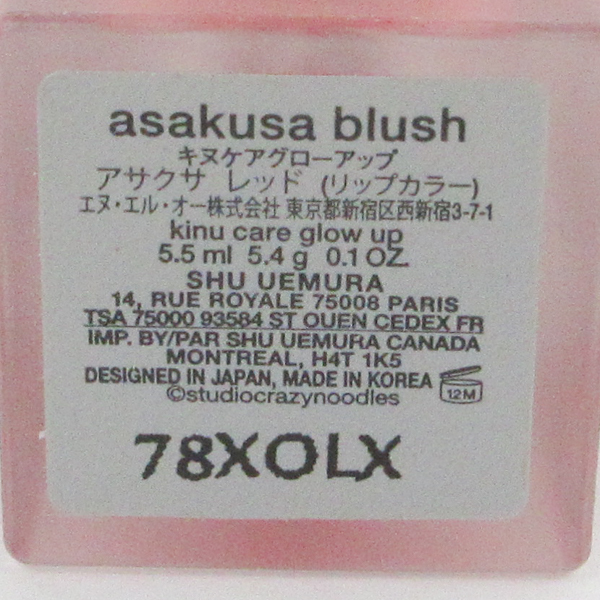 asakusa blush
キヌケアグローアップ
アサクサ レッド (リップカラー)
エヌ・エル・オー株式会社 東京都新宿区西新宿3-7-1
kinu care glow up
5.5 ml 5.4 g 0.1 OZ.
SHU UEMURA
14, RUE ROYALE 75008 PARIS
TSA 75000 93584 ST OUEN CEDEX FR
IMP. BY/PAR SHU UEMURA CANADA
MONTREAL, H4T 1K5
DESIGNED IN JAPAN, MADE IN KOREA 12M
©studiocrazynoodles
78XOLX